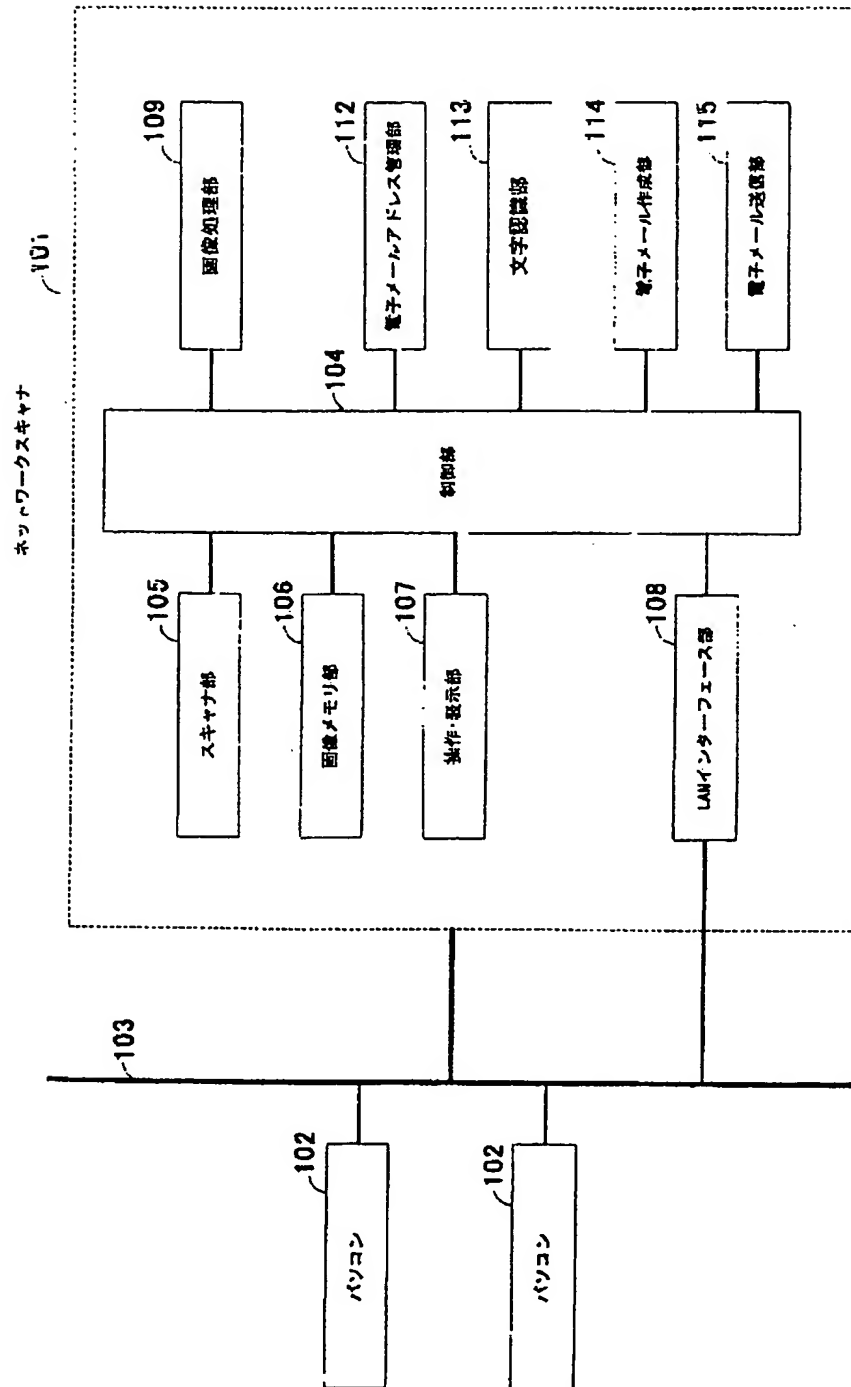 ネットワークスキャナ
101
109
画像処理部
112
電子メールアドレス管理部
113
文字認識部
114
電子メール作成部
115
電子メール送信部
104
制御部
105
スキャナ部
106
画像メモリ部
107
操作・表示部
108
LANインターフェース部
103
102
パソコン
102
パソコン